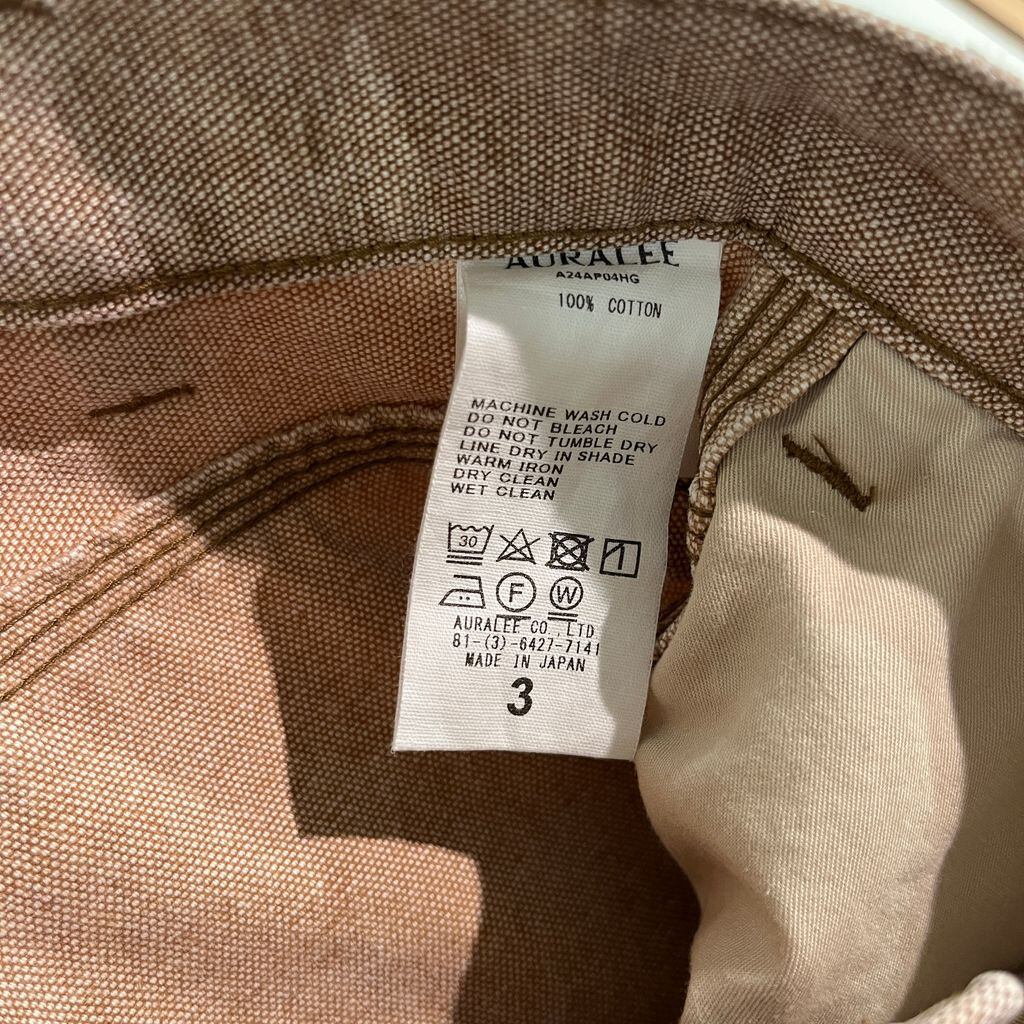 AURALEE
A24AP04HG
100% COTTON
MACHINE WASH COLD
DO NOT BLEACH
DO NOT TUMBLE DRY
LINE DRY IN SHADE
WARM IRON
DRY CLEAN
WET CLEAN
30
F W
AURALEE CO.,LTD
81-(3)-6427-7141
MADE IN JAPAN
3